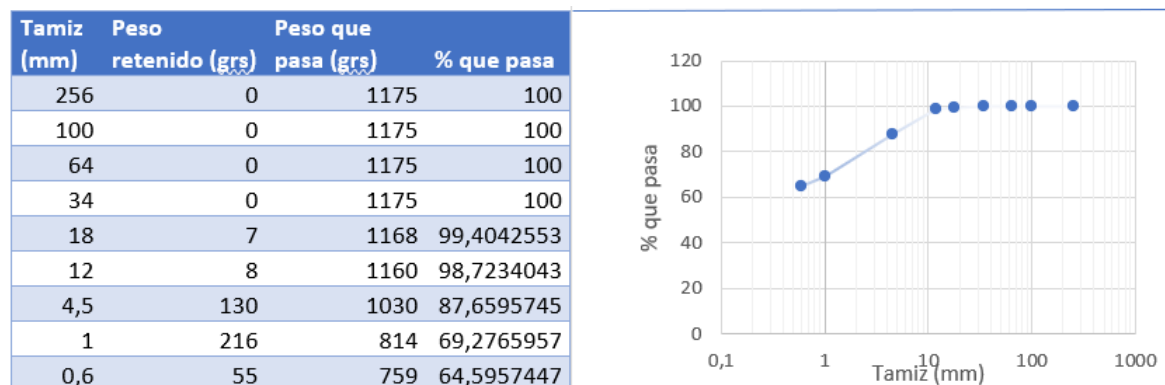 Tamiz (mm) Peso retenido (grs) Peso que pasa (grs) % que pasa
256 0 1175 100
100 0 1175 100
64 0 1175 100
34 0 1175 100
18 7 1168 99,4042553
12 8 1160 98,7234043
4,5 130 1030 87,6595745
1 216 814 69,2765957
0,6 55 759 64,5957447
120
100
80
60
40
20
0
% que pasa
0,1 1 10 100 1000
Tamiz (mm)